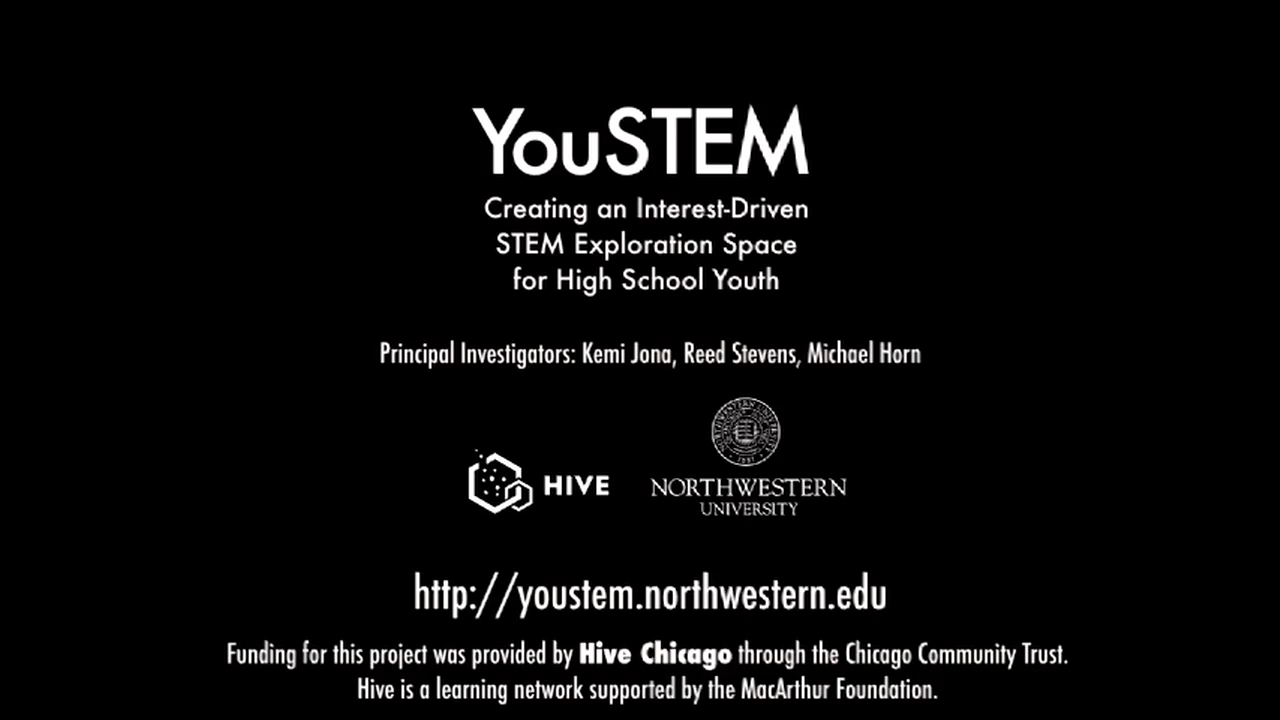 YouSTEM
Creating an Interest-Driven
STEM Exploration Space
for High School Youth
Principal Investigators: Kemi Jona, Reed Stevens, Michael Horn
HIVE
NORTHWESTERN
UNIVERSITY
http://youstem.northwestern.edu
Funding for this project was provided by Hive Chicago through the Chicago Community Trust.
Hive is a learning network supported by the MacArthur Foundation.